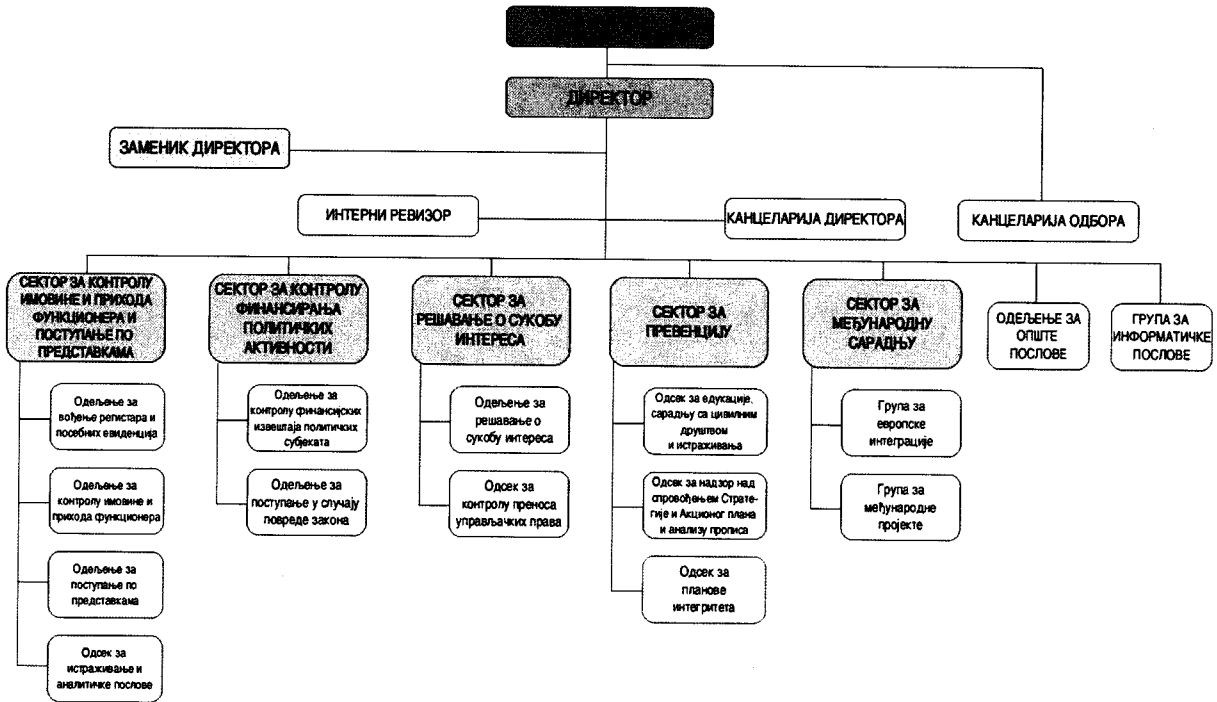 ДИРЕКТОР
ЗАМЕНИК ДИРЕКТОРА
ИНТЕРНИ РЕВИЗОР
КАНЦЕЛАРИЈА ДИРЕКТОРА
КАНЦЕЛАРИЈА ОДБОРА
СЕКТОР ЗА КОНТРОЛУ
ИМОВИНЕ И ПРИХОДА
ФУНКЦИОНЕРА И
ПОСТУПАЊЕ ПО
ПРЕДСТАВКАМА
СЕКТОР ЗА КОНТРОЛУ
ФИНАНСИРАЊА
ПОЛИТИЧКИХ
АКТИВНОСТИ
СЕКТОР ЗА
РЕШАВАЊЕ О СУКОБУ
ИНТЕРЕСА
СЕКТОР ЗА
ПРЕВЕНЦИЈУ
СЕКТОР ЗА
МЕЂУНАРОДНУ
САРАДЊУ
ОДЕЉЕЊЕ ЗА
ОПШТЕ
ПОСЛОВЕ
ГРУПА ЗА
ИНФОРМАТИЧКЕ
ПОСЛОВЕ
Одељење за
вођење регистара и
посебних евиденција
Одељење за
контролу имовине и
прихода функционера
Одељење за
поступање по
представкама
Одсек за
истраживање и
аналитичке послове
Одељење за
контролу финансијских
извештаја политичких
субјеката
Одељење за
поступање у случају
повреде закона
Одељење за
решавање о
сукобу интереса
Одсек за
контролу преноса
управљачких права
Одсек за едукације,
сарадњу са цивилним
друштвом
и истраживања
Одсек за надзор над
спровођењем Страте-
гије и Акционог плана
и анализу прописа
Одсек за
планове
интегритета
Група за
европске
интеграције
Група за
међународне
пројекте